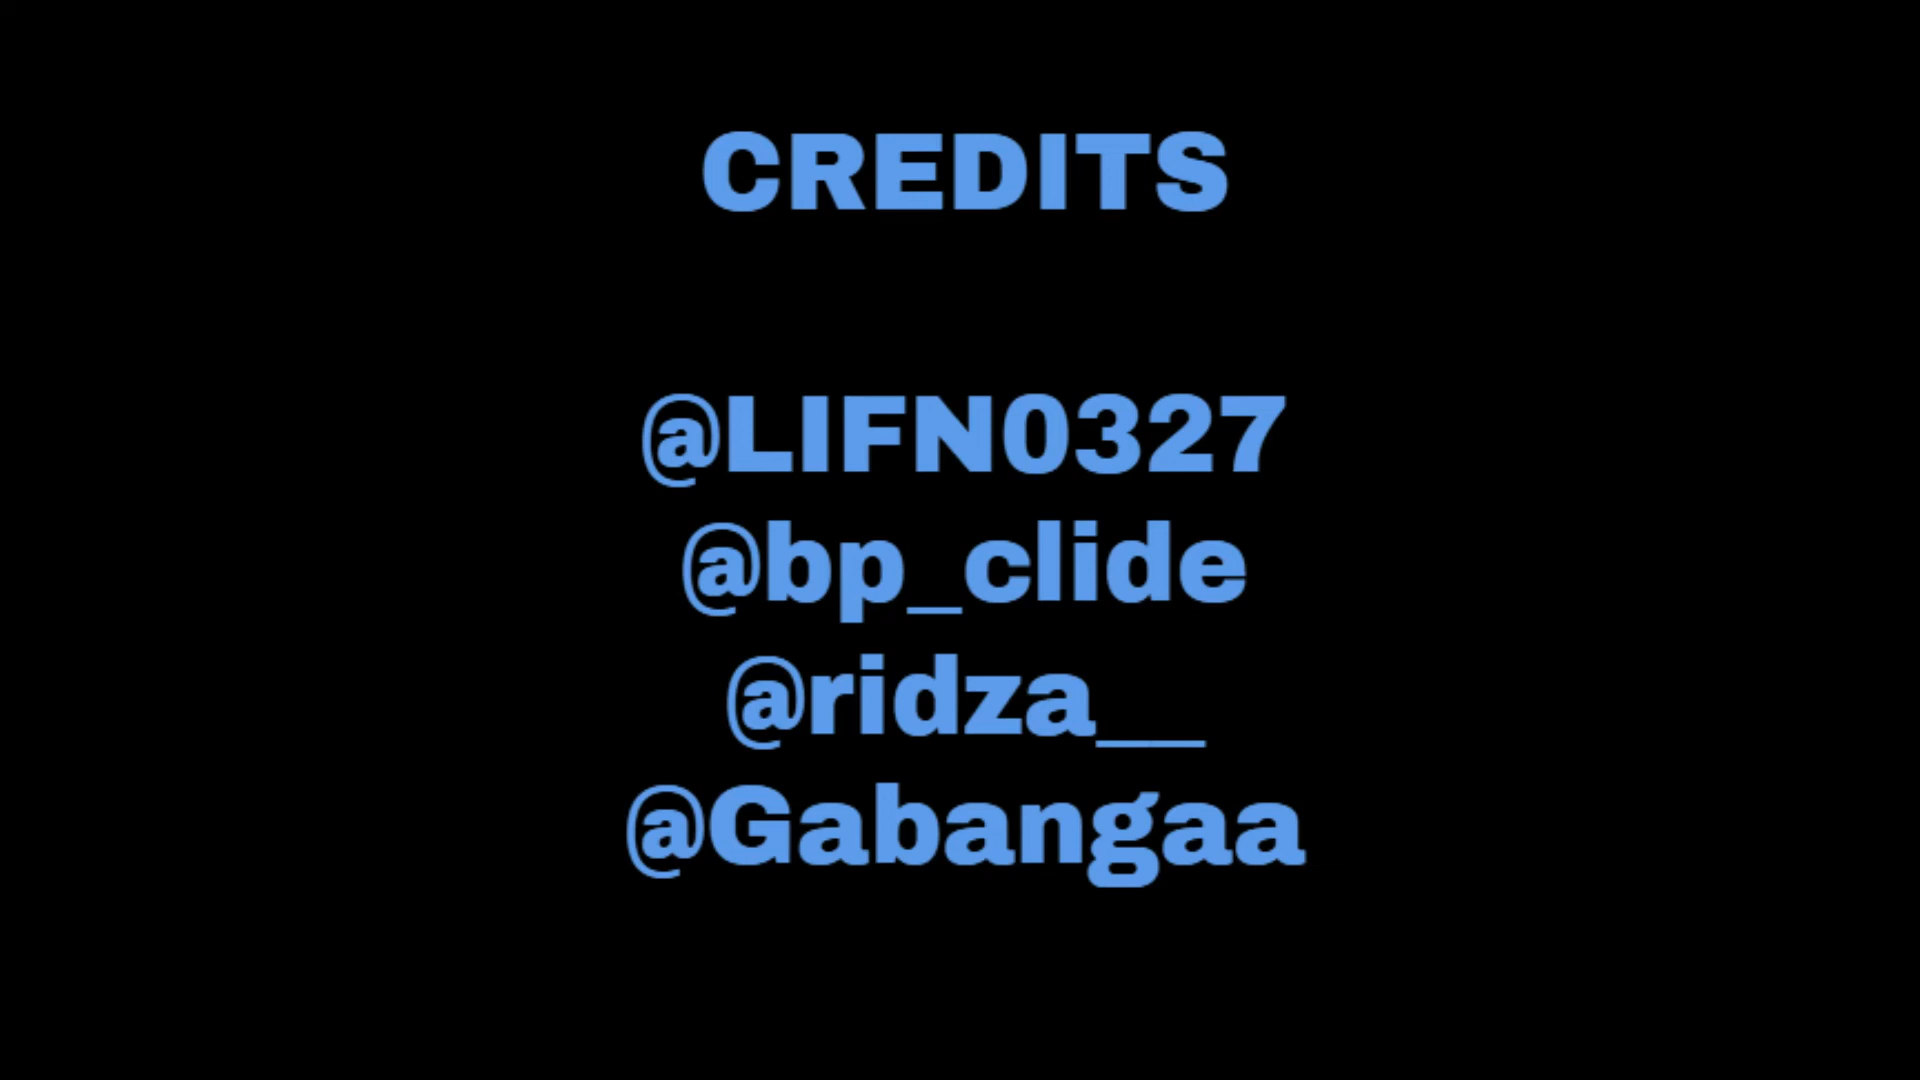 CREDITS
@LIFN0327
@bp_clide
@ridza__
@Gabangaa